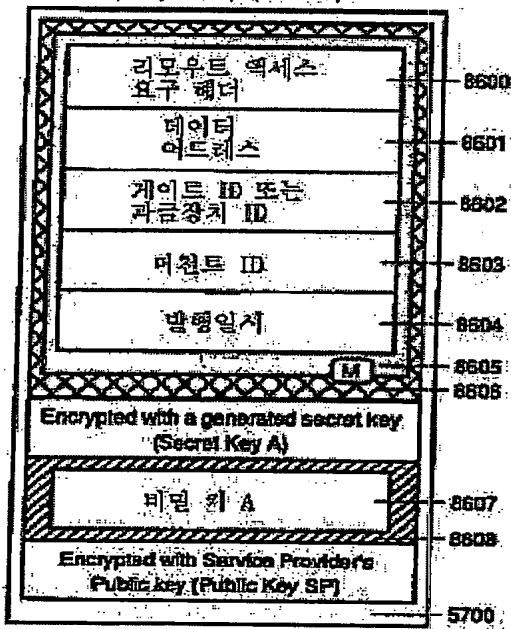 리모우트 액세스
요구 헤더
8600
데이터
어드레스
8601
게이트 ID 또는
과금장치 ID
8602
머천트 ID
8603
발행일시
8604
M
8605
8606
Encrypted with a generated secret key
(Secret Key A)
비밀 키 A
8607
8608
Encrypted with Service Provider's
Public key (Public Key SP)
5700